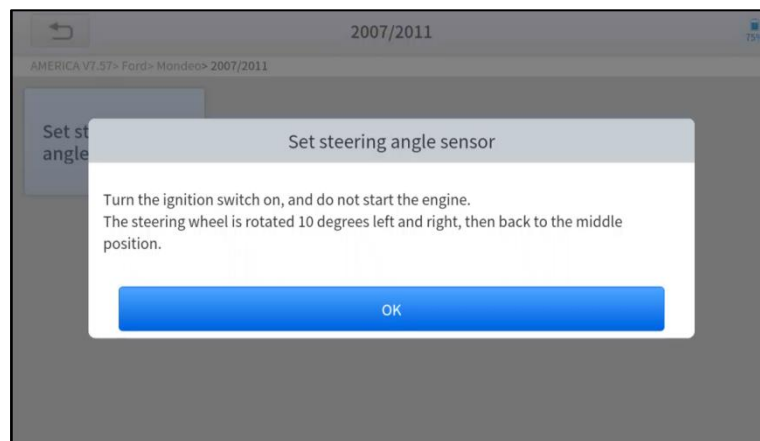 2007/2011
75%
AMERICA V7.57> Ford> Mondeo> 2007/2011
Set st
angle
Set steering angle sensor
Turn the ignition switch on, and do not start the engine.
The steering wheel is rotated 10 degrees left and right, then back to the middle
position.
OK